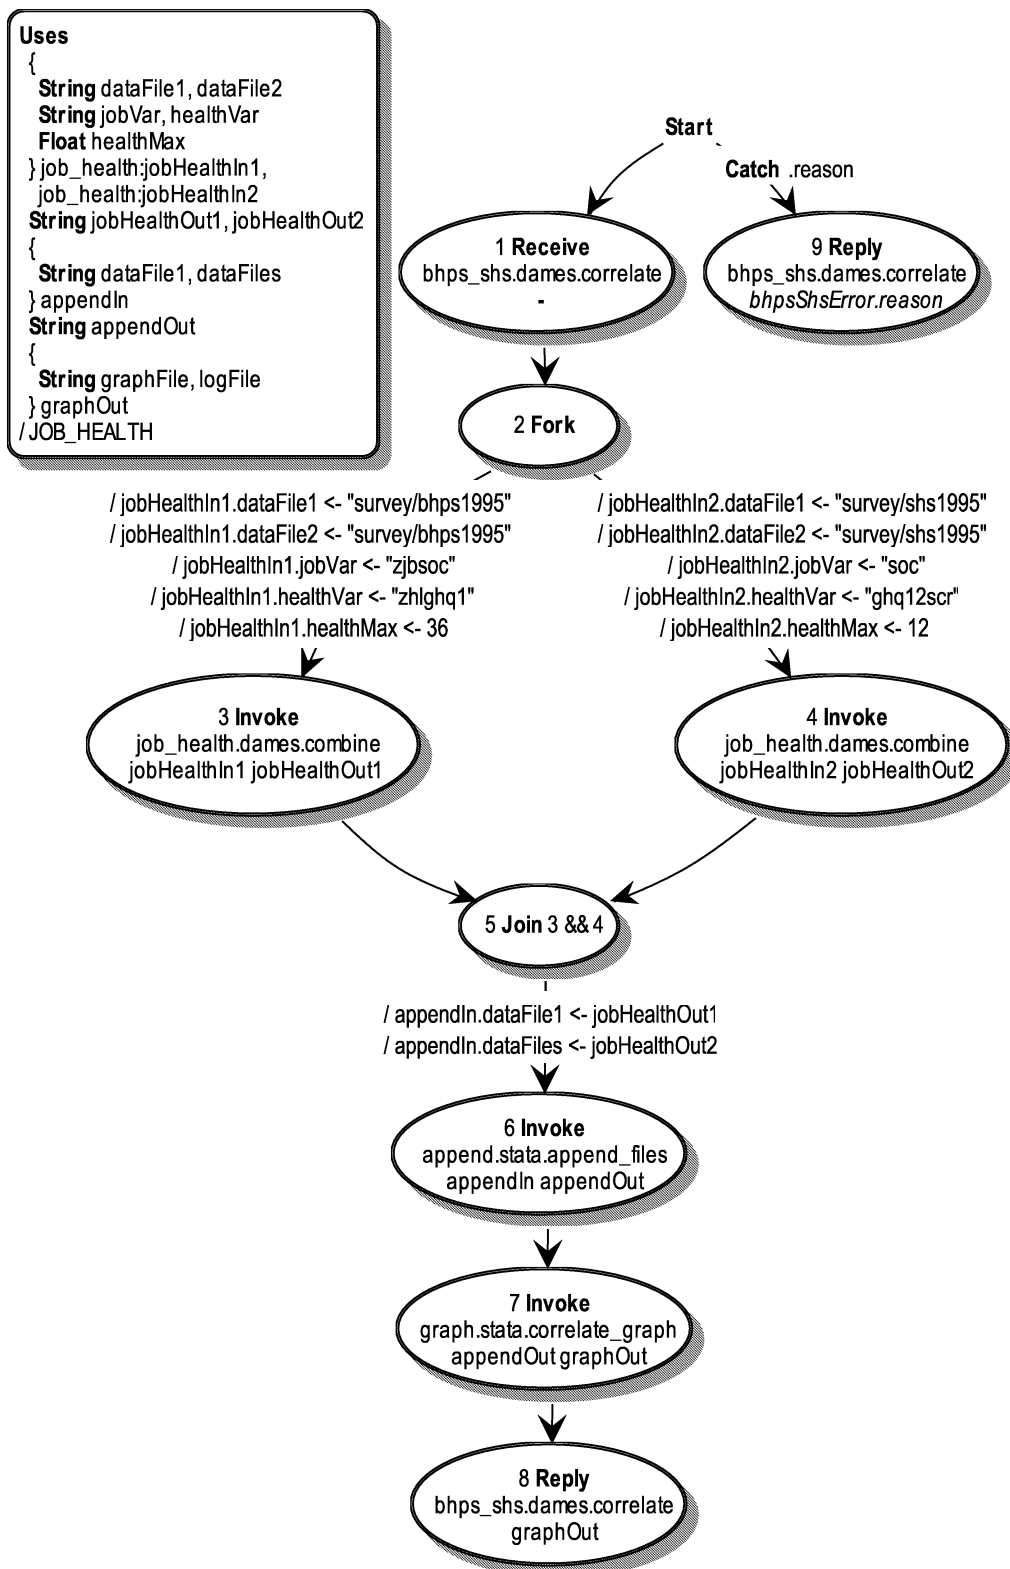 Uses
{
String dataFile1, dataFile2
String jobVar, healthVar
Float healthMax
} job_health:jobHealthIn1,
job_health:jobHealthIn2
String jobHealthOut1, jobHealthOut2
{
String dataFile1, dataFiles
} appendIn
String appendOut
{
String graphFile, logFile
} graphOut
/ JOB_HEALTH
Start
Catch .reason
1 Receive
bhps_shs.dames.correlate
-
9 Reply
bhps_shs.dames.correlate
bhpsShsError.reason
2 Fork
/ jobHealthIn1.dataFile1 <- "survey/bhps1995"
/ jobHealthIn1.dataFile2 <- "survey/bhps1995"
/ jobHealthIn1.jobVar <- "zjbsoc"
/ jobHealthIn1.healthVar <- "zhlghq1"
/ jobHealthIn1.healthMax <- 36
/ jobHealthIn2.dataFile1 <- "survey/shs1995"
/ jobHealthIn2.dataFile2 <- "survey/shs1995"
/ jobHealthIn2.jobVar <- "soc"
/ jobHealthIn2.healthVar <- "ghq12scr"
/ jobHealthIn2.healthMax <- 12
3 Invoke
job_health.dames.combine
jobHealthIn1 jobHealthOut1
4 Invoke
job_health.dames.combine
jobHealthIn2 jobHealthOut2
5 Join 3 && 4
/ appendIn.dataFile1 <- jobHealthOut1
/ appendIn.dataFiles <- jobHealthOut2
6 Invoke
append.stata.append_files
appendIn appendOut
7 Invoke
graph.stata.correlate_graph
appendOut graphOut
8 Reply
bhps_shs.dames.correlate
graphOut